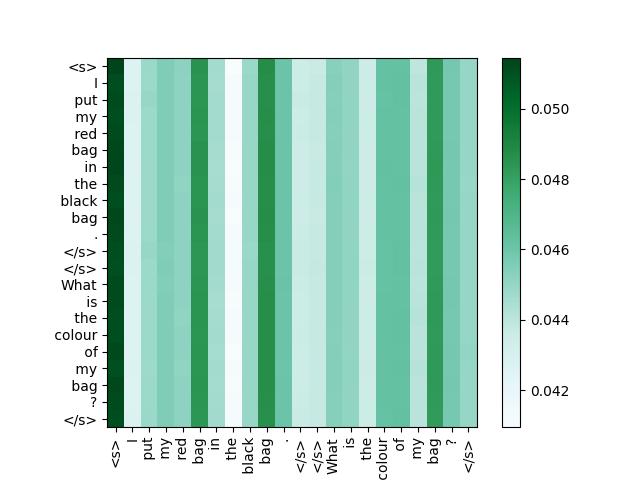 <s>
I
put
my
red
bag
in
the
black
bag
.
</s>
</s>
What
is
the
colour
of
my
bag
?
</s>
<s>
I
put
my
red
bag
in
the
black
bag
.
</s>
</s>
What
is
the
colour
of
my
bag
?
</s>
0.050
0.048
0.046
0.044
0.042